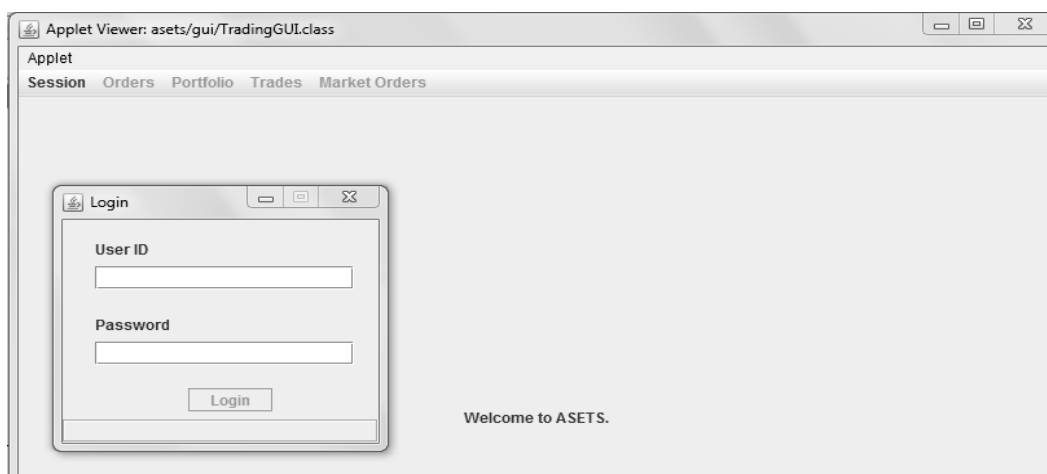 Applet Viewer: asets/gui/TradingGUI.class
Applet
Session Orders Portfolio Trades Market Orders
Login
User ID
Password
Login
Welcome to ASETS.